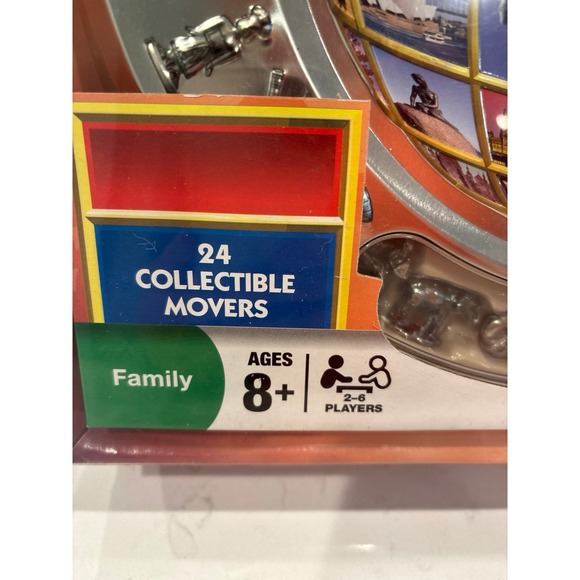 24
COLLECTIBLE
MOVERS
Family
AGES
8+
2-6
PLAYERS